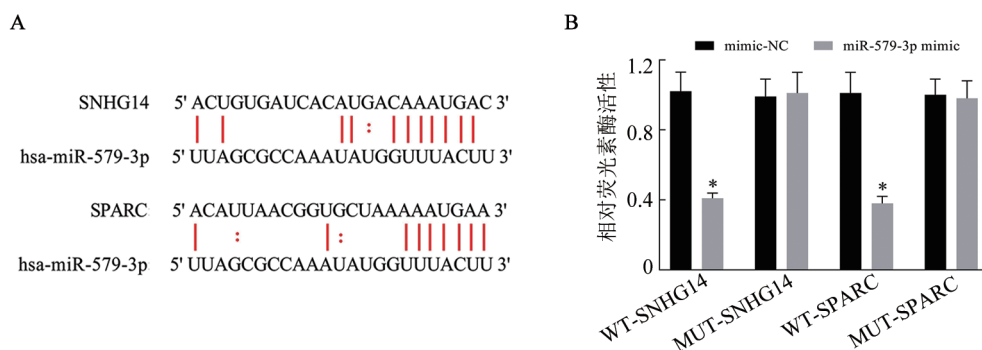 A
SNHG14 5' ACUGUGAUCACAUGACAAAUGAC 3'
hsa-miR-579-3p 5' UUAGCGCCAAAUAUGGUUUACUU 3'
SPARC 5' ACAUUAACGGUGCUAAAAAUGAA 3'
hsa-miR-579-3p 5' UUAGCGCCAAAUAUGGUUUACUU 3'
B
mimic-NC miR-579-3p mimic
相对荧光素酶活性
1.2
0.8
0.4
0
* *
WT-SNHG14 MUT-SNHG14 WT-SPARC MUT-SPARC